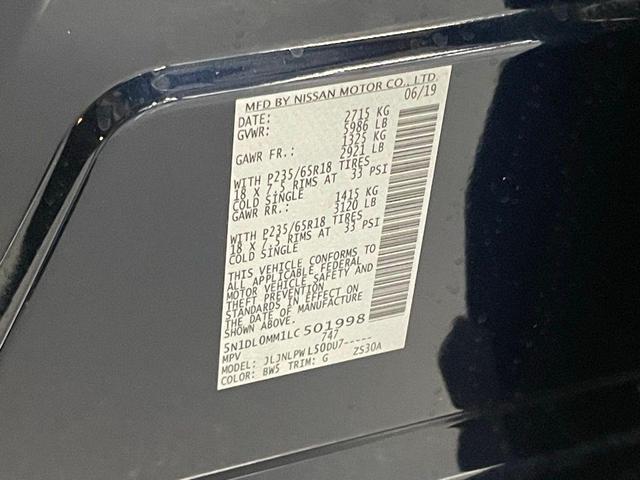 MFD BY NISSAN MOTOR CO., LTD.
DATE: 06/19
GVWR: 2715 KG
5986 LB
GAWR FR.: 1325 KG
2921 LB
WITH P235/65R18 TIRES
18 X 7.5 RIMS AT 33 PSI
COLD SINGLE
GAWR RR.: 1415 KG
3120 LB
WITH P235/65R18 TIRES
18 X 7.5 RIMS AT 33 PSI
COLD SINGLE
THIS VEHICLE CONFORMS TO
ALL APPLICABLE FEDERAL
MOTOR VEHICLE SAFETY AND
THEFT PREVENTION
STANDARDS IN EFFECT ON
THE DATE OF MANUFACTURE
SHOWN ABOVE.
5N1DL0MM1LC501998
MPV 747
MODEL: JLJNLPWL50DU7-----
COLOR: BW5 TRIM: G ZS30A